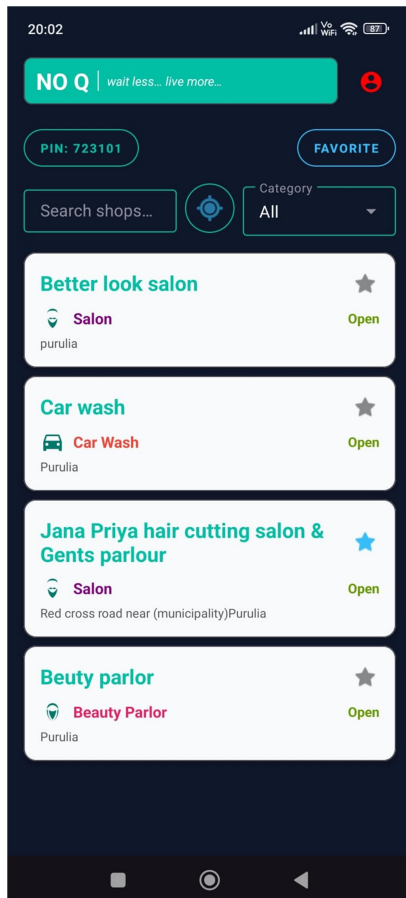 20:02
Vo WiFi 87
NO Q | wait less... live more...
PIN: 723101
FAVORITE
Search shops...
Category
All
Better look salon
Salon
Open
purulia
Car wash
Car Wash
Open
Purulia
Jana Priya hair cutting salon &
Gents parlour
Salon
Open
Red cross road near (municipality)Purulia
Beuty parlor
Beauty Parlor
Open
Purulia